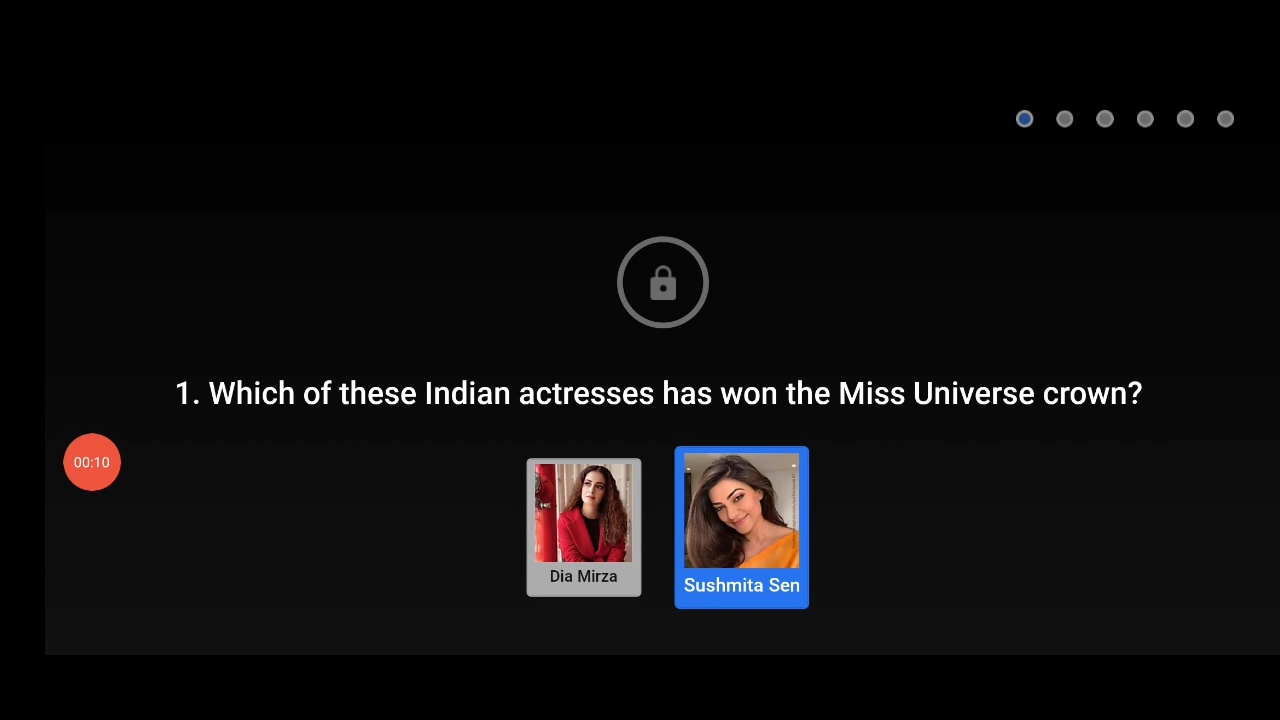 1. Which of these Indian actresses has won the Miss Universe crown?
00:10
Dia Mirza
Sushmita Sen